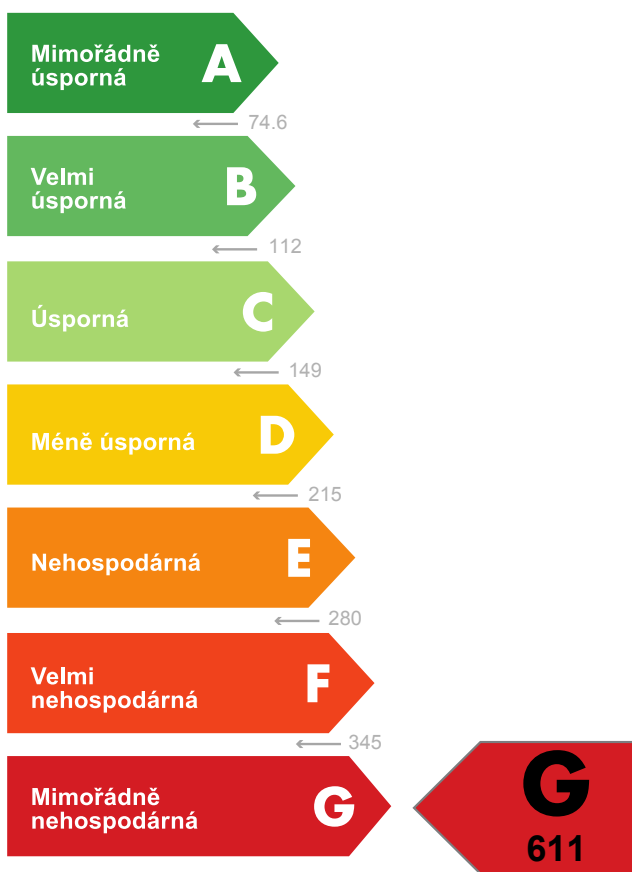 Mimořádně
úsporná
A
74.6
Velmi
úsporná
B
112
Úsporná
C
149
Méně úsporná
D
215
Nehospodárná
E
280
Velmi
nehospodárná
F
345
Mimořádně
nehospodárná
G
G
611